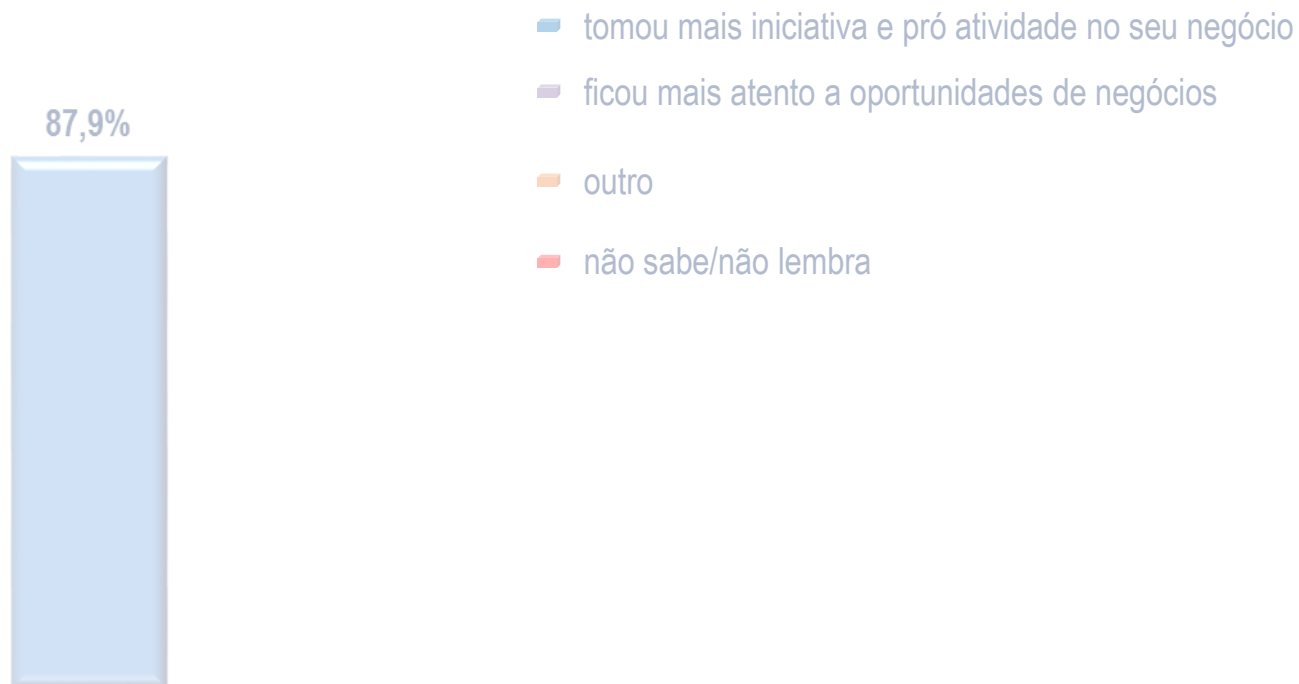 tomou mais iniciativa e pró atividade no seu negócio
ficou mais atento a oportunidades de negócios
87,9%
outro
não sabe/não lembra